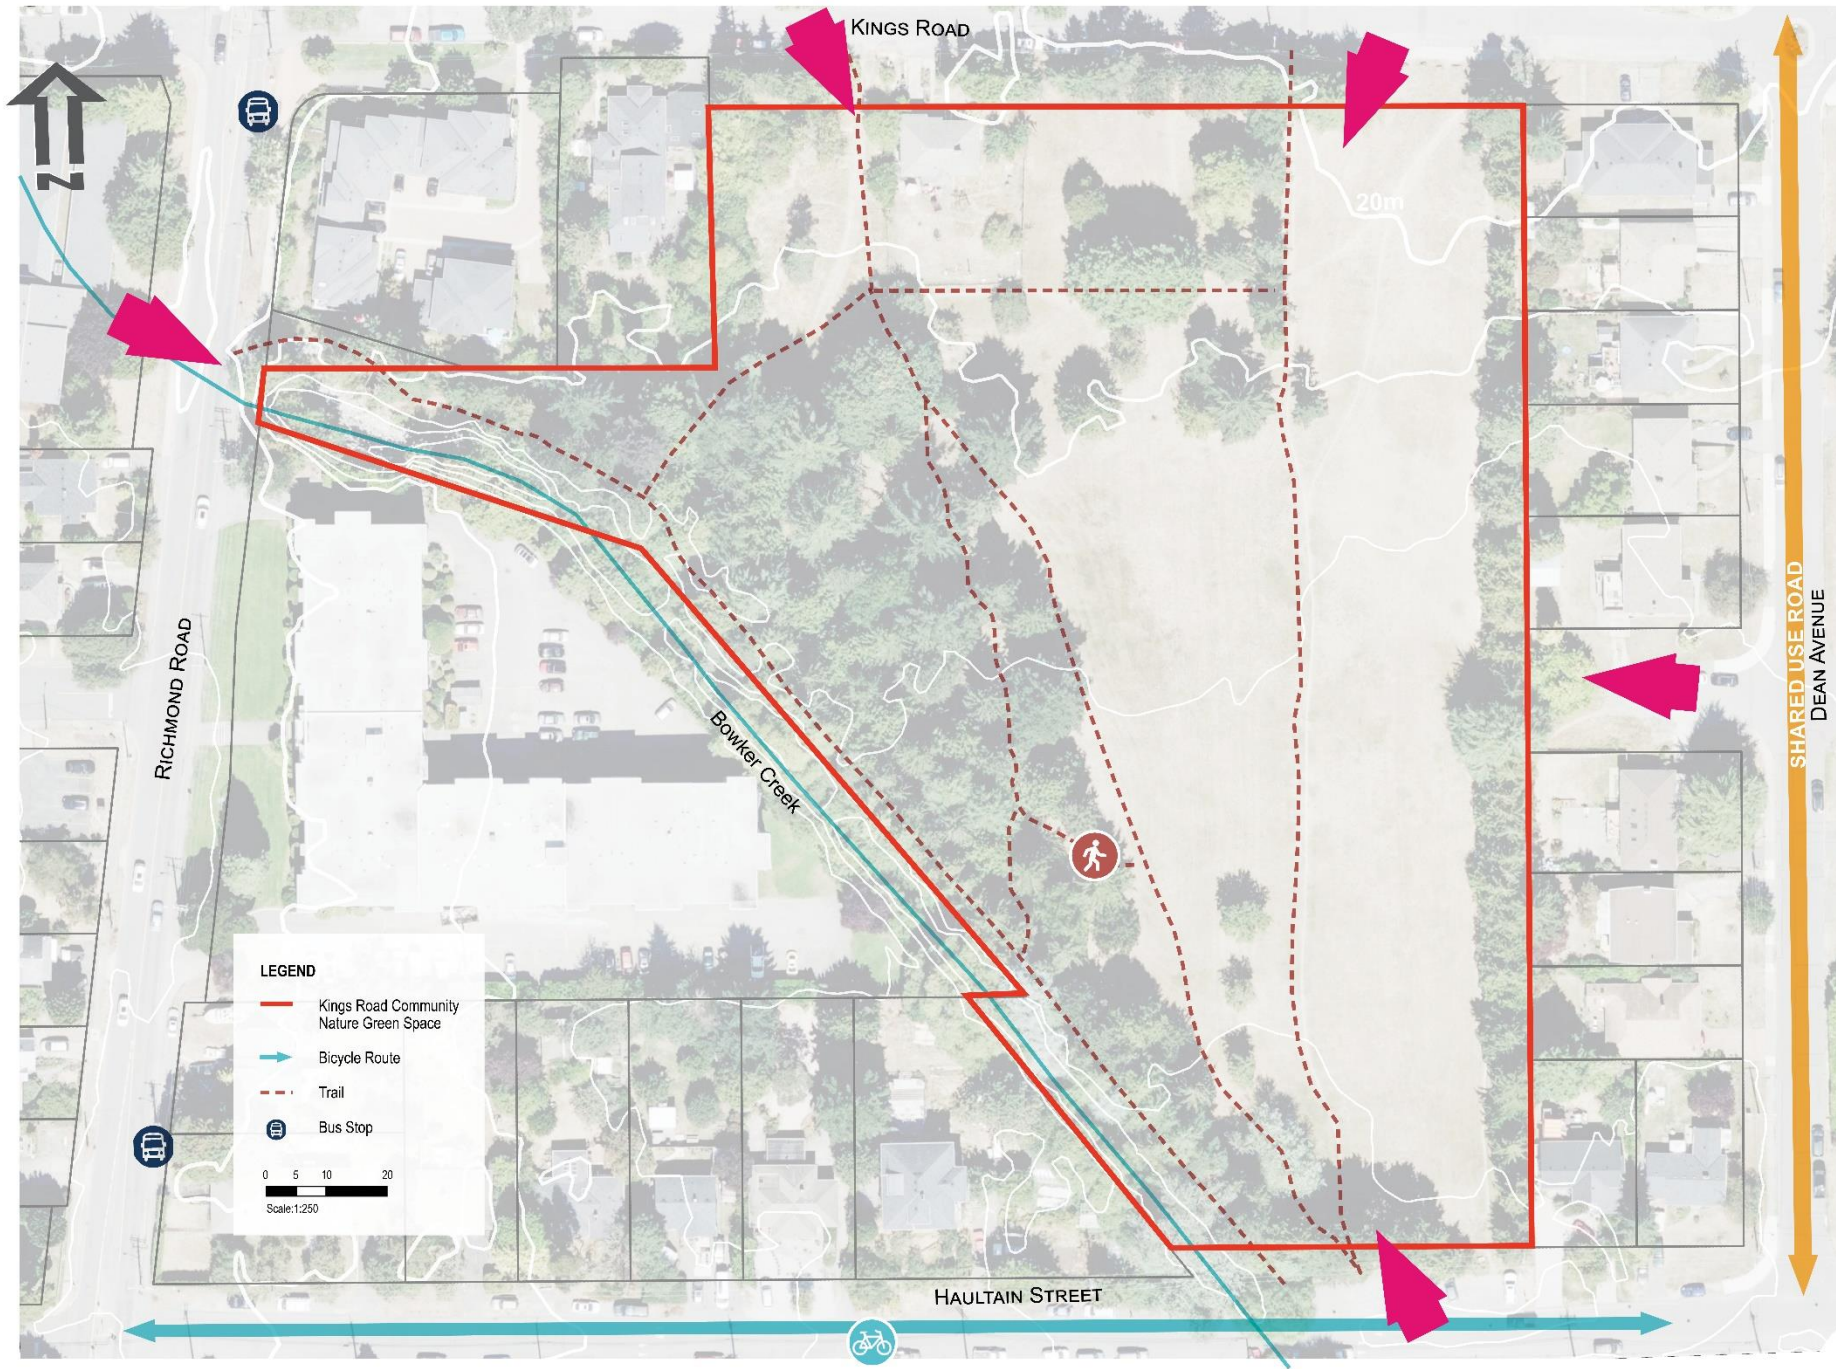 KINGS ROAD
N
20m
RICHMOND ROAD
Bowker Creek
SHARED USE ROAD
DEAN AVENUE
LEGEND
Kings Road Community
Nature Green Space
Bicycle Route
Trail
Bus Stop
0 5 10 20
Scale:1:250
HAULTAIN STREET